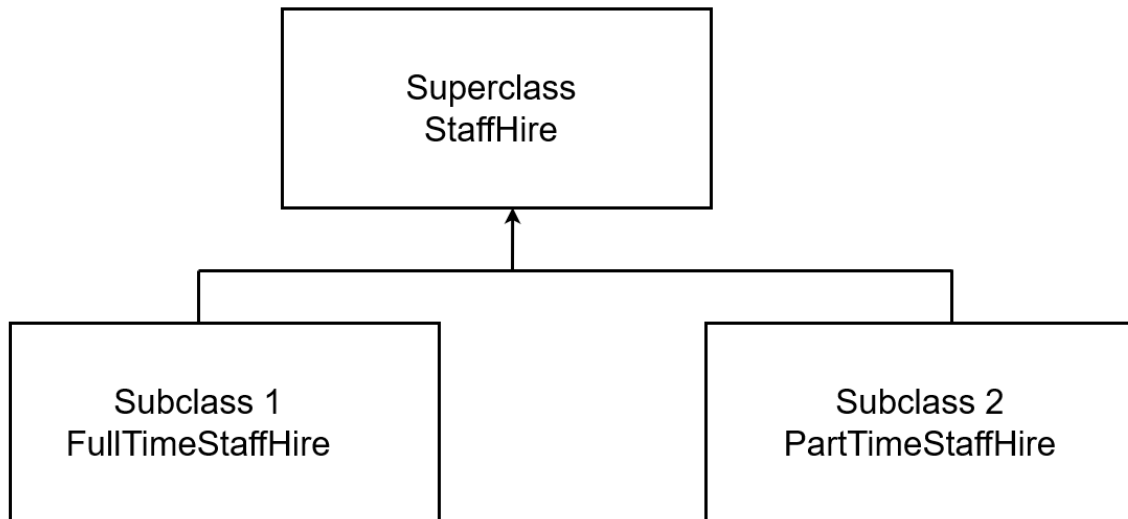 Superclass
StaffHire
Subclass 1
FullTimeStaffHire
Subclass 2
PartTimeStaffHire